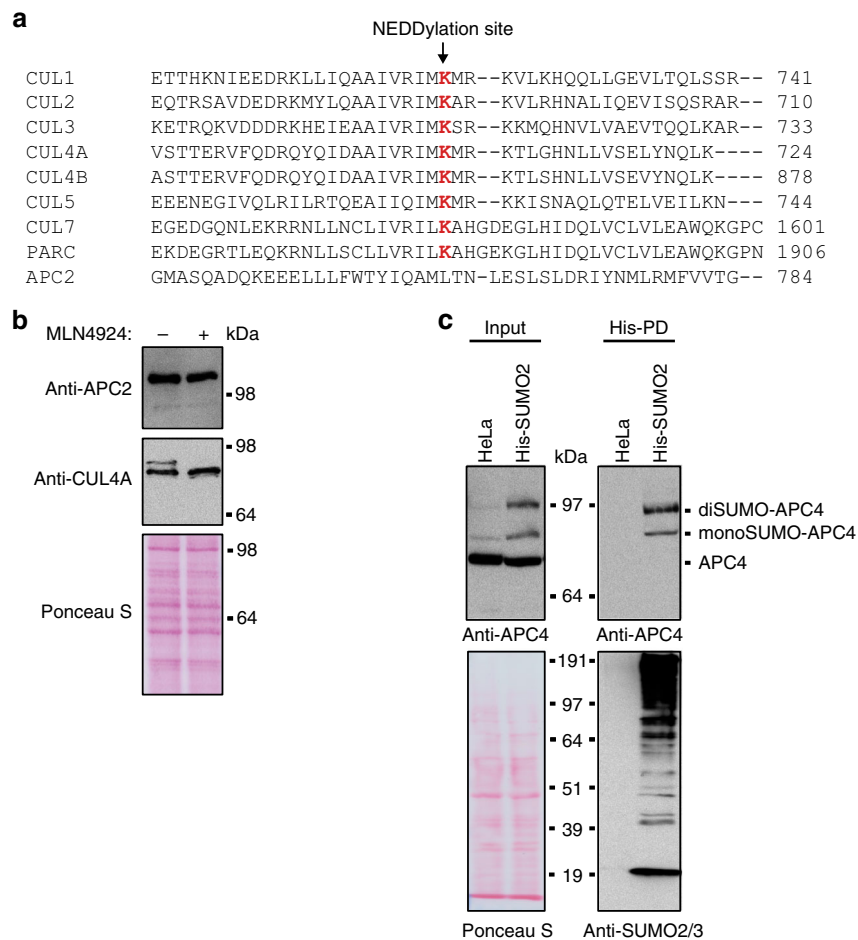 a
NEDDylation site
CUL1 ETTHKNIEEDRKLLIQAAIVRIMKMR--KVLKHQQLLGEVLTQLSSR-- 741
CUL2 EQTRSAVDEDRKMYLQAAIVRIMKAR--KVLRHNALIQEVISQSRAR-- 710
CUL3 KETRQKVDDDRKHEIEAAIVRIMKSR--KKMQHNVLVAEVTQQLKAR-- 733
CUL4A VSTTERVFQDRQYQIDAAIVRIMKMR--KTLGHNLLVSELYNQLK---- 724
CUL4B ASTTERVFQDRQYQIDAAIVRIMKMR--KTLSHNLLVSEVYNQLK---- 878
CUL5 EEENEGIVQLRILRTQEAIIQIMKMR--KKISNAQLQTELVEILKN--- 744
CUL7 EGEDGQNLEKRRNLLNCLIVRILKAHGDEGLHIDQLVCLVLEAWQKGPC 1601
PARC EKDEGRTLEQKRNLLSCLLVRILKAHGEKGLHIDQLVCLVLEAWQKGPN 1906
APC2 GMASQADQKEEELLLFWTYIQAMLTN-LESLSLDRIYNMLRMFVVTG-- 784
b
MLN4924: – + kDa
Anti-APC2
98
Anti-CUL4A
98
64
Ponceau S
98
64
c
Input His-PD
HeLa His-SUMO2 kDa HeLa His-SUMO2
97
64
diSUMO-APC4
monoSUMO-APC4
APC4
Anti-APC4 Anti-APC4
191
97
64
51
39
19
Ponceau S Anti-SUMO2/3